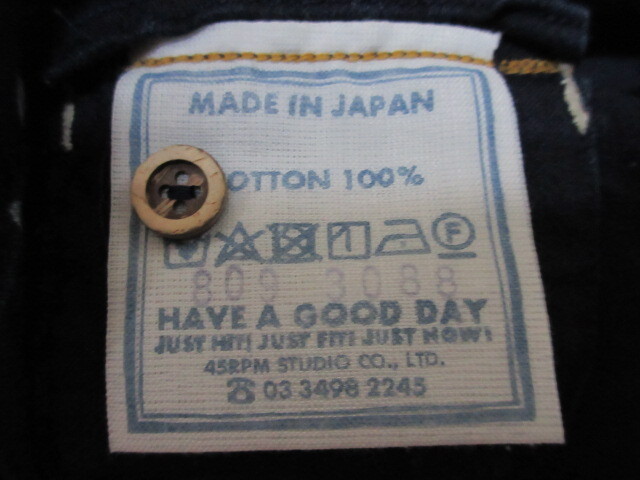 MADE IN JAPAN
OTTON 100%
F
809 3088
HAVE A GOOD DAY
JUST HIT! JUST FIT! JUST NOW!
45RPM STUDIO CO., LTD.
☎ 03 3498 2245